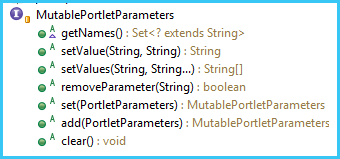 MutablePortletParameters
getNames() : Set<? extends String>
setValue(String, String) : String
setValues(String, String...) : String[]
removeParameter(String) : boolean
set(PortletParameters) : MutablePortletParameters
add(PortletParameters) : MutablePortletParameters
clear() : void